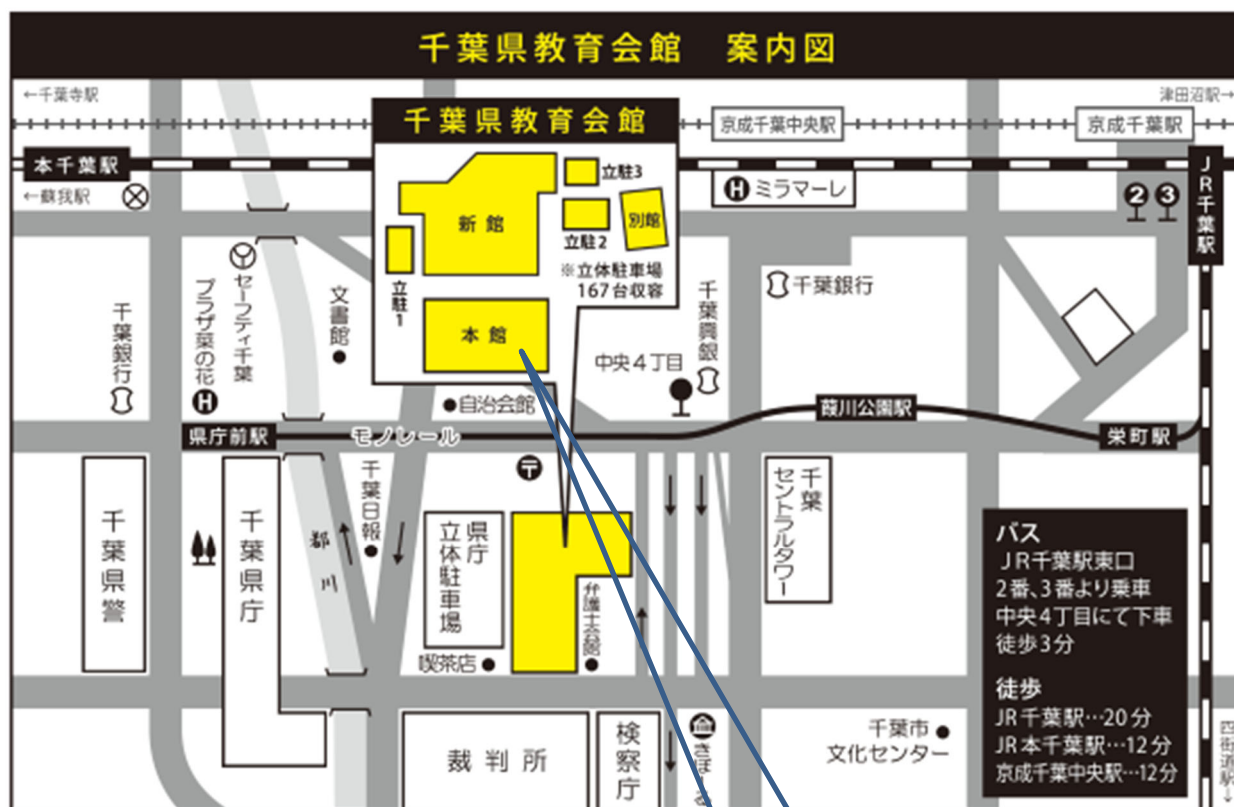 千葉県教育会館　案内図
←千葉寺駅
津田沼駅→
千葉県教育会館
京成千葉中央駅
京成千葉駅
本千葉駅
←蘇我駅
JR千葉駅
立駐3
新館
別館
立駐2
立駐1
※立体駐車場
167台収容
本館
H ミラマーレ
2
3
セーフティ千葉
プラザ菜の花
H
千葉銀行
文書館
千葉興銀
千葉銀行
中央4丁目
自治会館
葭川公園駅
県庁前駅
モノレール
栄町駅
〒
千葉県警
千葉県庁
都川
千葉日報
県庁
立体駐車場
弁護士会館
喫茶店
千葉
セントラルタワー
バス
JR千葉駅東口
2番、3番より乗車
中央4丁目にて下車
徒歩3分
徒歩
JR千葉駅…20分
JR本千葉駅…12分
京成千葉中央駅…12分
裁判所
検察庁
きぼーる
千葉市
文化センター
四街道駅→